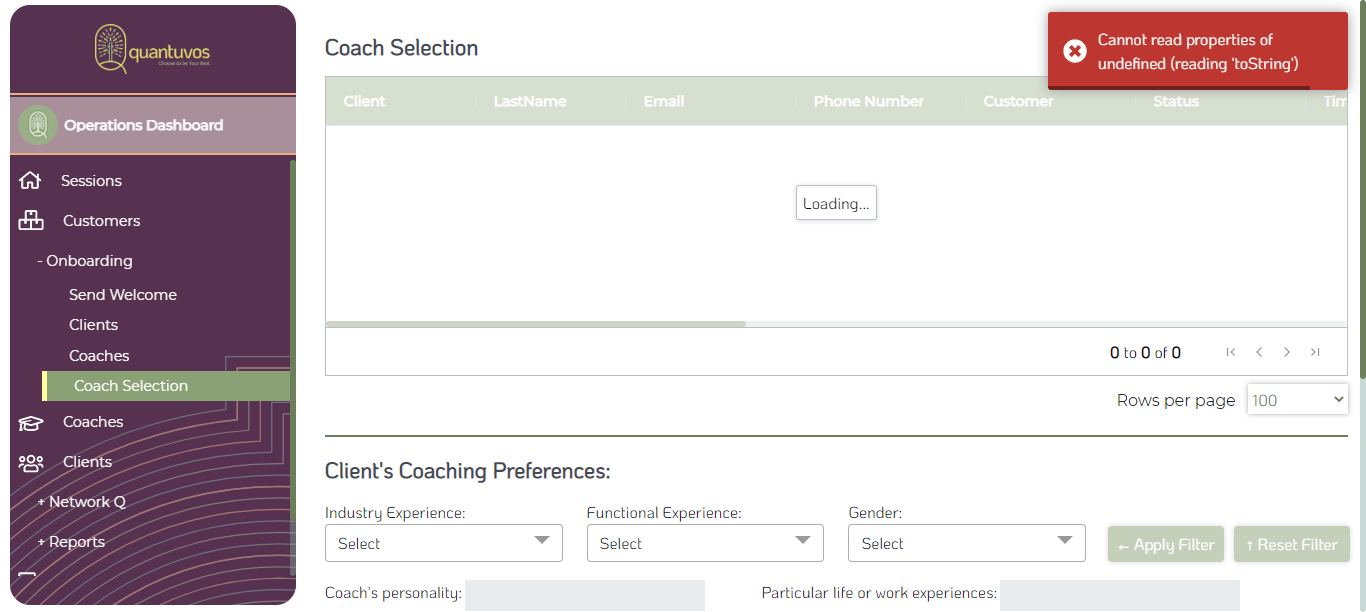 quantuvos
Choose to be Your Best
Operations Dashboard
Sessions
Customers
- Onboarding
Send Welcome
Clients
Coaches
Coach Selection
Coaches
Clients
+ Network Q
+ Reports
Coach Selection
Cannot read properties of
undefined (reading 'toString')
Client LastName Email Phone Number Customer Status Tim
Loading...
0 to 0 of 0
Rows per page 100
Client's Coaching Preferences:
Industry Experience: Functional Experience: Gender:
Select Select Select ← Apply Filter ↑ Reset Filter
Coach's personality: Particular life or work experiences: